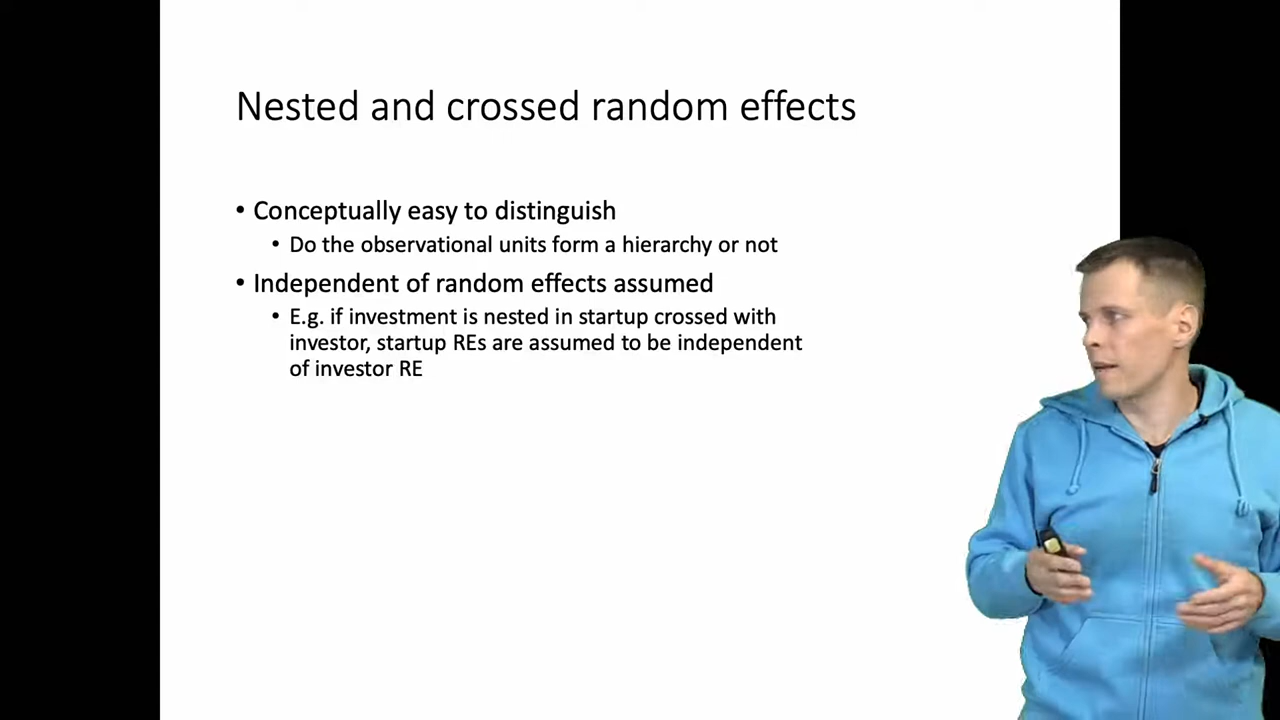 Nested and crossed random effects
• Conceptually easy to distinguish
• Do the observational units form a hierarchy or not
• Independent of random effects assumed
• E.g. if investment is nested in startup crossed with
investor, startup REs are assumed to be independent
of investor RE